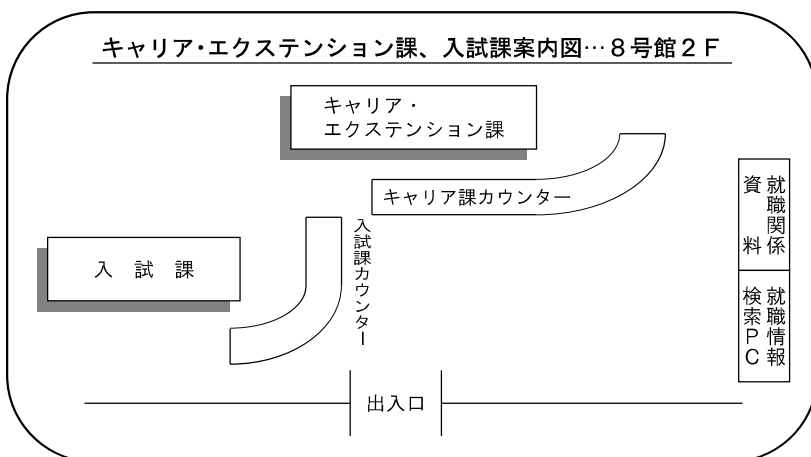 キャリア・エクステンション課、入試課案内図…８号館２Ｆ
キャリア・
エクステンション課
キャリア課カウンター
入試課カウンター
入　試　課
就職関係
資　　料
就職情報
検索ＰＣ
出入口